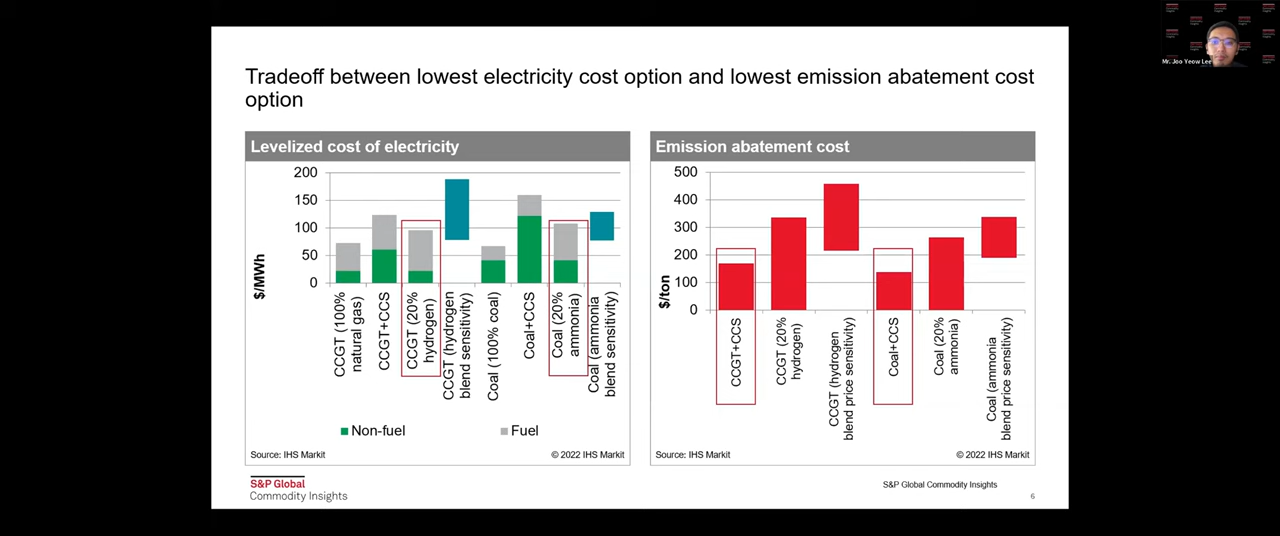 Tradeoff between lowest electricity cost option and lowest emission abatement cost
option
Levelized cost of electricity
200
150
100
50
0
$/MWh
CCGT (100%
natural gas)
CCGT+CCS
CCGT (20%
hydrogen)
CCGT (hydrogen
blend sensitivity)
Coal (100% coal)
Coal+CCS
Coal (20%
ammonia)
Coal (ammonia
blend sensitivity)
Non-fuel
Fuel
Source: IHS Markit
© 2022 IHS Markit
Emission abatement cost
500
400
300
200
100
0
$/ton
CCGT+CCS
CCGT (20%
hydrogen)
CCGT (hydrogen
blend price sensitivity)
Coal+CCS
Coal (20%
ammonia)
Coal (ammonia
blend price sensitivity)
Source: IHS Markit
© 2022 IHS Markit
S&P Global
Commodity Insights
S&P Global Commodity Insights
6
Mr. Joo Yeow Lee